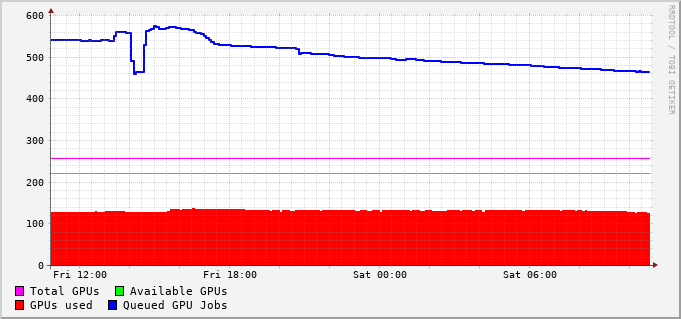 600
500
400
300
200
100
0
Fri 12:00 Fri 18:00 Sat 00:00 Sat 06:00
Total GPUs Available GPUs
GPUs used Queued GPU Jobs
RRDTOOL / TOBI OETIKER